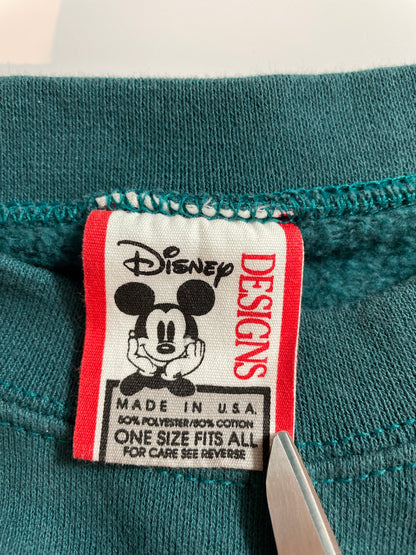 Disney
DESIGNS
MADE IN U.S.A.
50% POLYESTER/50% COTTON
ONE SIZE FITS ALL
FOR CARE SEE REVERSE